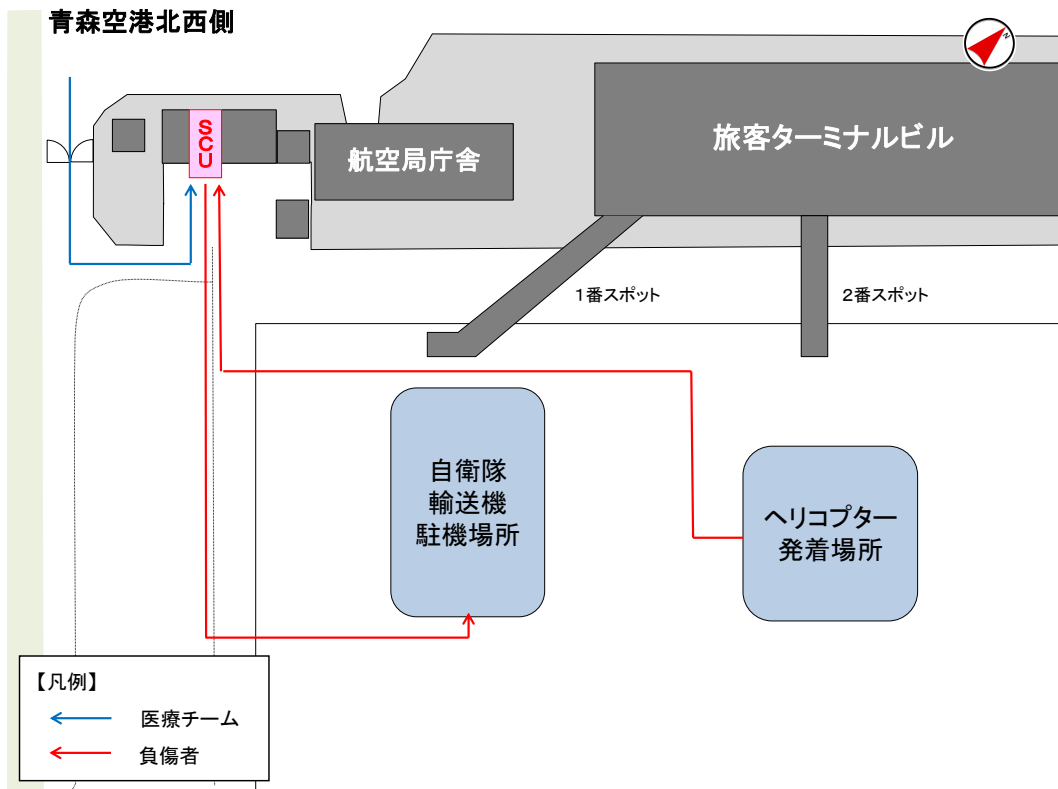 青森空港北西側
N
SCU
航空局庁舎
旅客ターミナルビル
1番スポット
2番スポット
自衛隊
輸送機
駐機場所
ヘリコプター
発着場所
【凡例】
医療チーム
負傷者